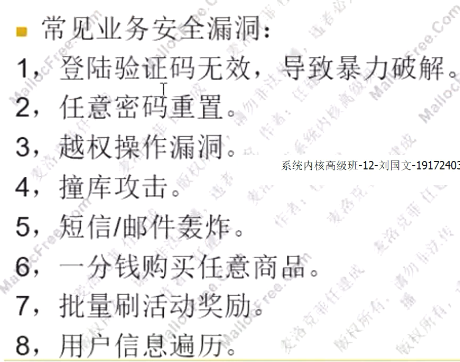 常见业务安全漏洞：
1，登陆验证码无效，导致暴力破解。
2，任意密码重置。
3，越权操作漏洞。
系统内核高级班-12-刘国文-19172403
4，撞库攻击。
5，短信/邮件轰炸。
6，一分钱购买任意商品。
7，批量刷活动奖励。
8，用户信息遍历。